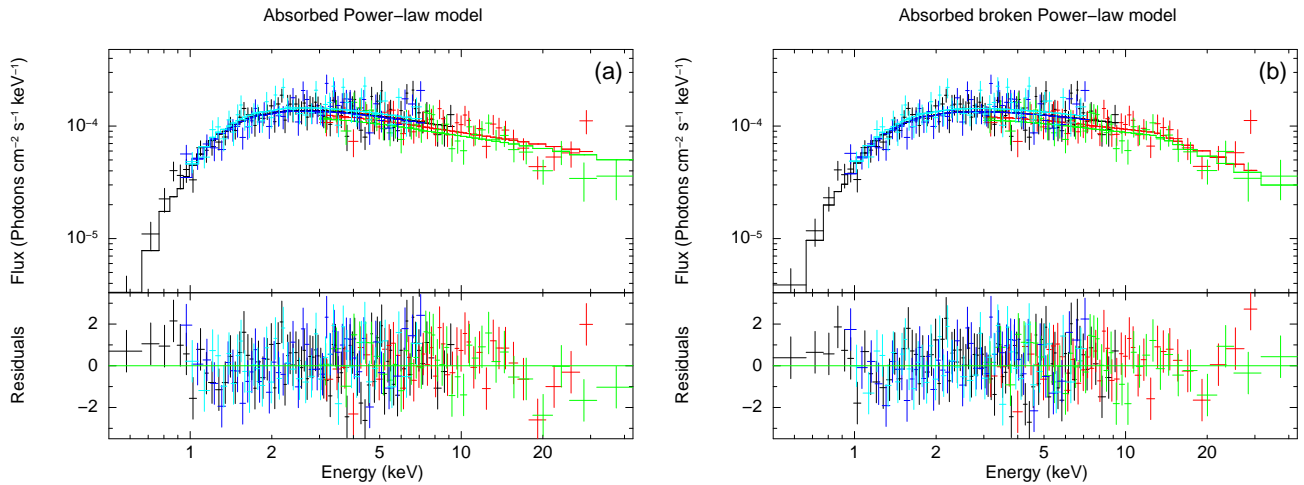 Absorbed Power−law model
(a)
Flux (Photons cm⁻² s⁻¹ keV⁻¹)
10⁻⁴
10⁻⁵
Residuals
2
0
−2
1 2 5 10 20
Energy (keV)
Absorbed broken Power−law model
(b)
Flux (Photons cm⁻² s⁻¹ keV⁻¹)
10⁻⁴
10⁻⁵
Residuals
2
0
−2
1 2 5 10 20
Energy (keV)